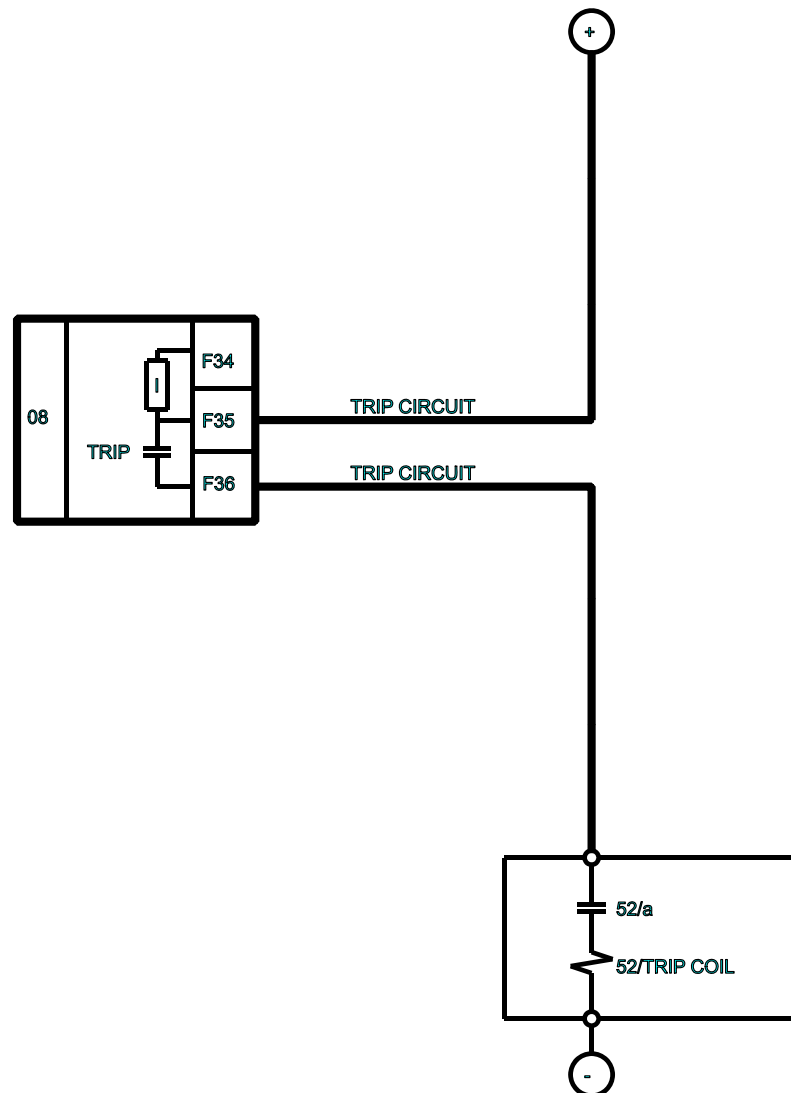 +
F34
I
TRIP CIRCUIT
08
F35
TRIP
TRIP CIRCUIT
F36
52/a
52/TRIP COIL
-